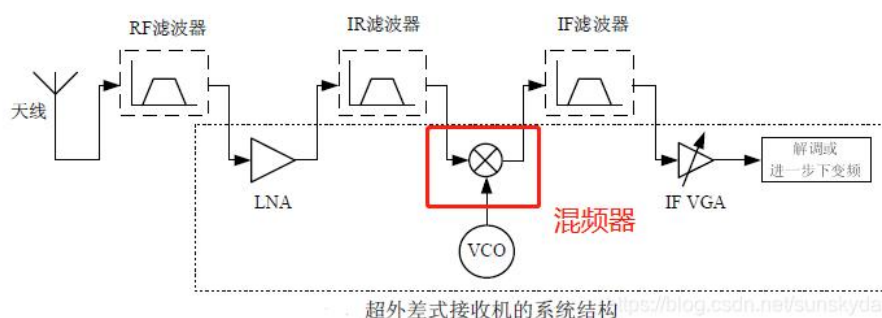 RF滤波器
IR滤波器
IF滤波器
天线
LNA
混频器
VCO
IF VGA
解调或
进一步下变频
超外差式接收机的系统结构
https://blog.csdn.net/sunskyda